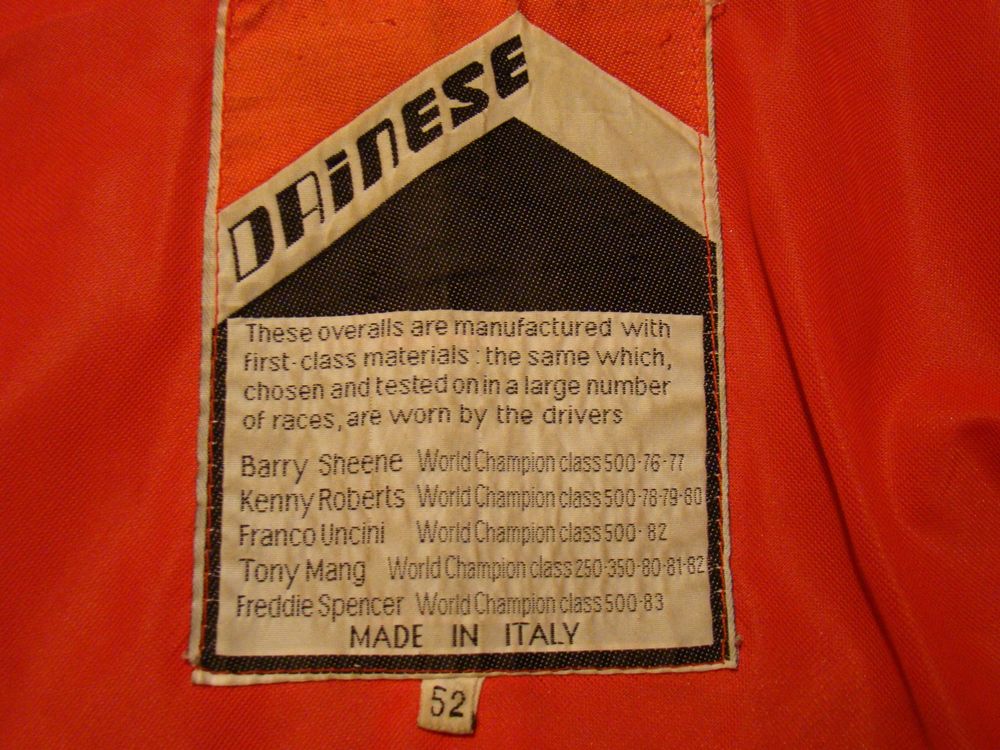 DAiNESE
These overalls are manufactured with
first-class materials : the same which,
chosen and tested on in a large number
of races, are worn by the drivers
Barry Sheene World Champion class 500-76-77
Kenny Roberts World Champion class 500-78-79-80
Franco Uncini World Champion class 500-82
Tony Mang World Champion class 250-350-80-81-82
Freddie Spencer World Champion class 500-83
MADE IN ITALY
52